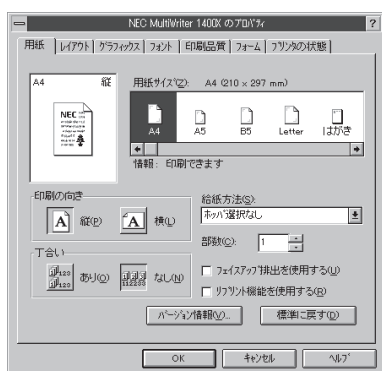 NEC MultiWriter 1400X のプロパティ ?
用紙 レイアウト グラフィックス フォント 印刷品質 フォーム プリンタの状態
A4 縦
NEC
用紙サイズ(Z): A4 (210 × 297 mm)
A4 A5 B5 Letter はがき
情報: 印刷できます
印刷の向き
A 縦(P) A 横(L)
給紙方法(S):
ホッパ選択なし
部数(C): 1
丁合い
123 123 あり(O) 112233 なし(N)
フェイスアップ排出を使用する(U)
リプリント機能を使用する(R)
バージョン情報(V)... 標準に戻す(D)
OK キャンセル ヘルプ